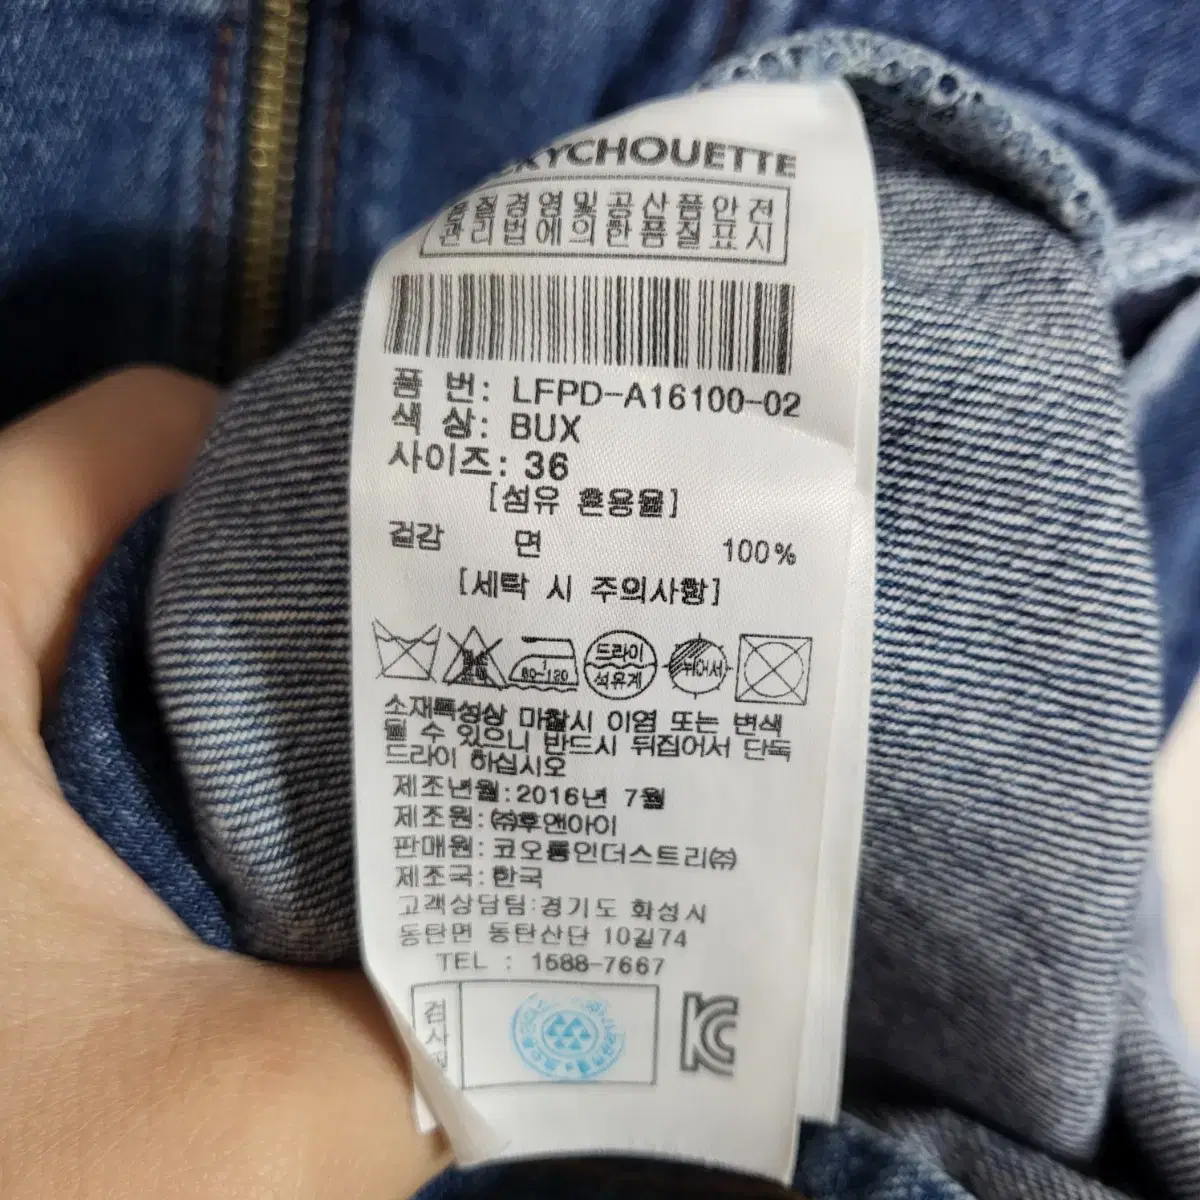 CKYCHOUETTE
품질경영및공산품안전
관리법에의한품질표시
품 번: LFPD-A16100-02
색 상: BUX
사이즈: 36
[섬유 혼용율]
겉감 면 100%
[세탁 시 주의사항]
80-120
드라이
석유계
뉘어서
소재특성상 마찰시 이염 또는 변색
될 수 있으니 반드시 뒤집어서 단독
드라이 하십시오
제조년월:2016년 7월
제조원:㈜후앤아이
판매원:코오롱인더스트리㈜
제조국:한국
고객상담팀:경기도 화성시
동탄면 동탄산단 10길74
TEL : 1588-7667
검사
KC